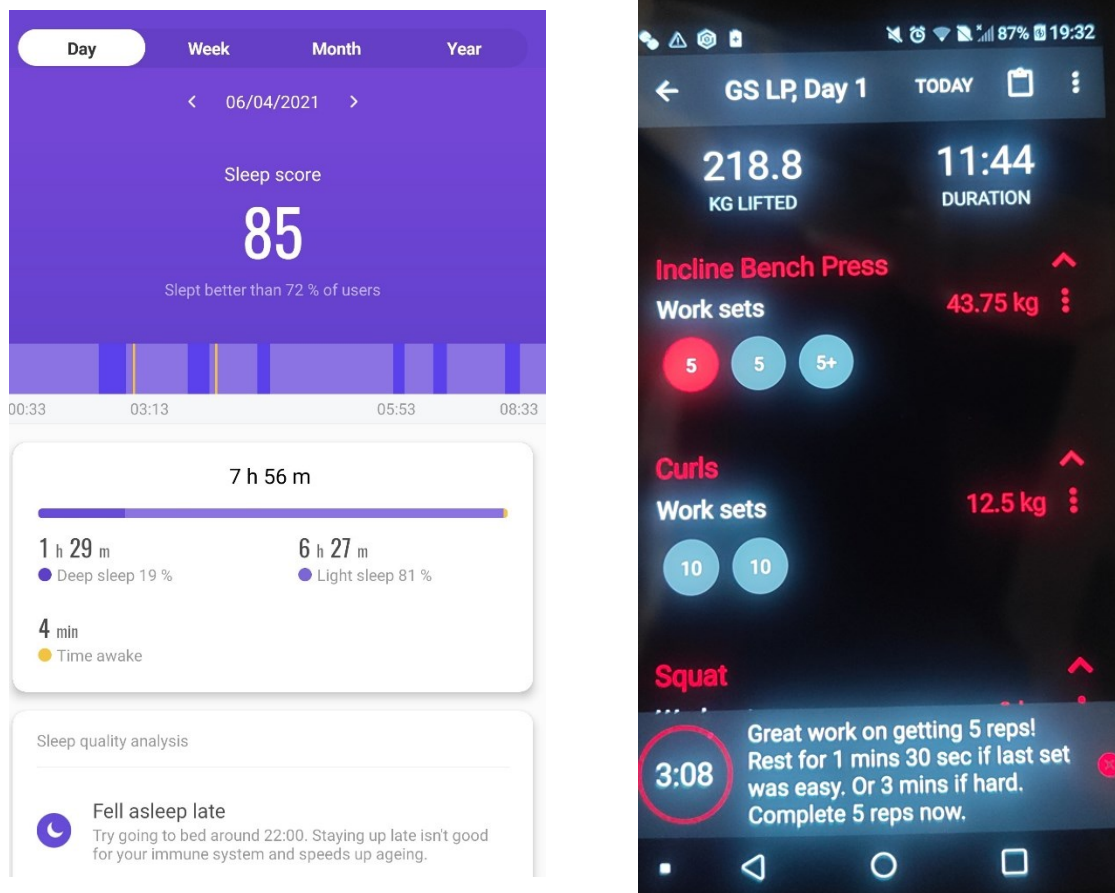 Day Week Month Year
< 06/04/2021 >
Sleep score
85
Slept better than 72 % of users
00:33 03:13 05:53 08:33
7 h 56 m
1 h 29 m 6 h 27 m
Deep sleep 19 % Light sleep 81 %
4 min
Time awake
Sleep quality analysis
Fell asleep late
Try going to bed around 22:00. Staying up late isn't good
for your immune system and speeds up ageing.
87% 19:32
GS LP, Day 1 TODAY
218.8 11:44
KG LIFTED DURATION
Incline Bench Press
Work sets 43.75 kg
5 5 5+
Curls
Work sets 12.5 kg
10 10
Squat
3:08
Great work on getting 5 reps!
Rest for 1 mins 30 sec if last set
was easy. Or 3 mins if hard.
Complete 5 reps now.